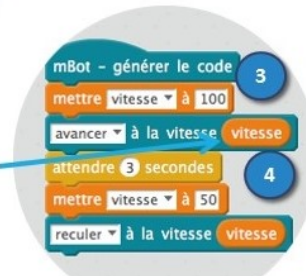 mBot - générer le code
3
mettre vitesse à 100
avancer à la vitesse vitesse
attendre 3 secondes
4
mettre vitesse à 50
reculer à la vitesse vitesse